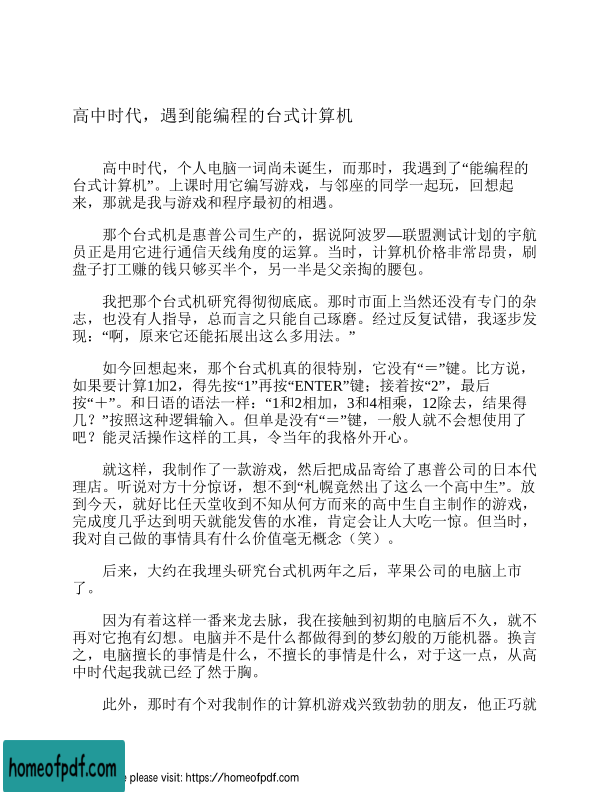 高中时代，遇到能编程的台式计算机
高中时代，个人电脑一词尚未诞生，而那时，我遇到了“能编程的
台式计算机”。上课时用它编写游戏，与邻座的同学一起玩，回想起
来，那就是我与游戏和程序最初的相遇。
那个台式机是惠普公司生产的，据说阿波罗—联盟测试计划的宇航
员正是用它进行通信天线角度的运算。当时，计算机价格非常昂贵，刷
盘子打工赚的钱只够买半个，另一半是父亲掏的腰包。
我把那个台式机研究得彻彻底底。那时市面上当然还没有专门的杂
志，也没有人指导，总而言之只能自己琢磨。经过反复试错，我逐步发
现：“啊，原来它还能拓展出这么多用法。”
如今回想起来，那个台式机真的很特别，它没有“＝”键。比方说，
如果要计算1加2，得先按“1”再按“ENTER”键；接着按“2”，最后
按“＋”。和日语的语法一样：“1和2相加，3和4相乘，12除去，结果得
几？”按照这种逻辑输入。但单是没有“＝”键，一般人就不会想使用了
吧？能灵活操作这样的工具，令当年的我格外开心。
就这样，我制作了一款游戏，然后把成品寄给了惠普公司的日本代
理店。听说对方十分惊讶，想不到“札幌竟然出了这么一个高中生”。放
到今天，就好比任天堂收到不知从何方而来的高中生自主制作的游戏，
完成度几乎达到明天就能发售的水准，肯定会让人大吃一惊。但当时，
我对自己做的事情具有什么价值毫无概念（笑）。
后来，大约在我埋头研究台式机两年之后，苹果公司的电脑上市
了。
因为有着这样一番来龙去脉，我在接触到初期的电脑后不久，就不
再对它抱有幻想。电脑并不是什么都做得到的梦幻般的万能机器。换言
之，电脑擅长的事情是什么，不擅长的事情是什么，对于这一点，从高
中时代起我就已经了然于胸。
此外，那时有个对我制作的计算机游戏兴致勃勃的朋友，他正巧就
homeofpdf.com
please visit: https://homeofpdf.com